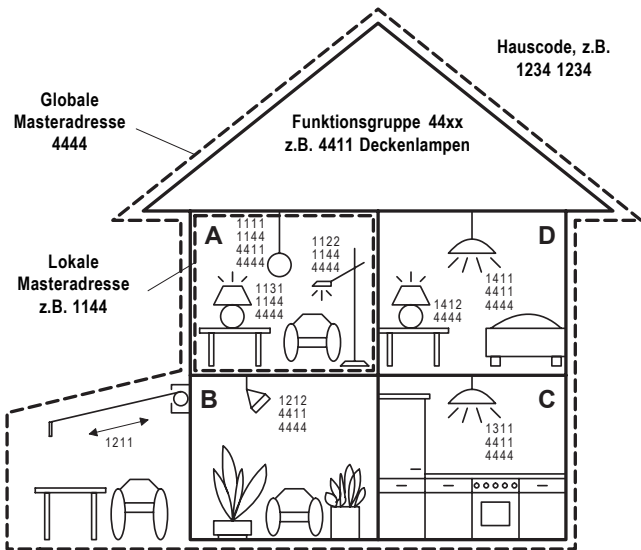 Hauscode, z.B.
1234 1234
Globale
Masteradresse
4444
Funktionsgruppe 44xx
z.B. 4411 Deckenlampen
Lokale
Masteradresse
z.B. 1144
A
1111
1144
4411
4444
1122
1144
4444
1131
1144
4444
D
1411
4411
4444
1412
4444
B
1212
4411
4444
1211
C
1311
4411
4444